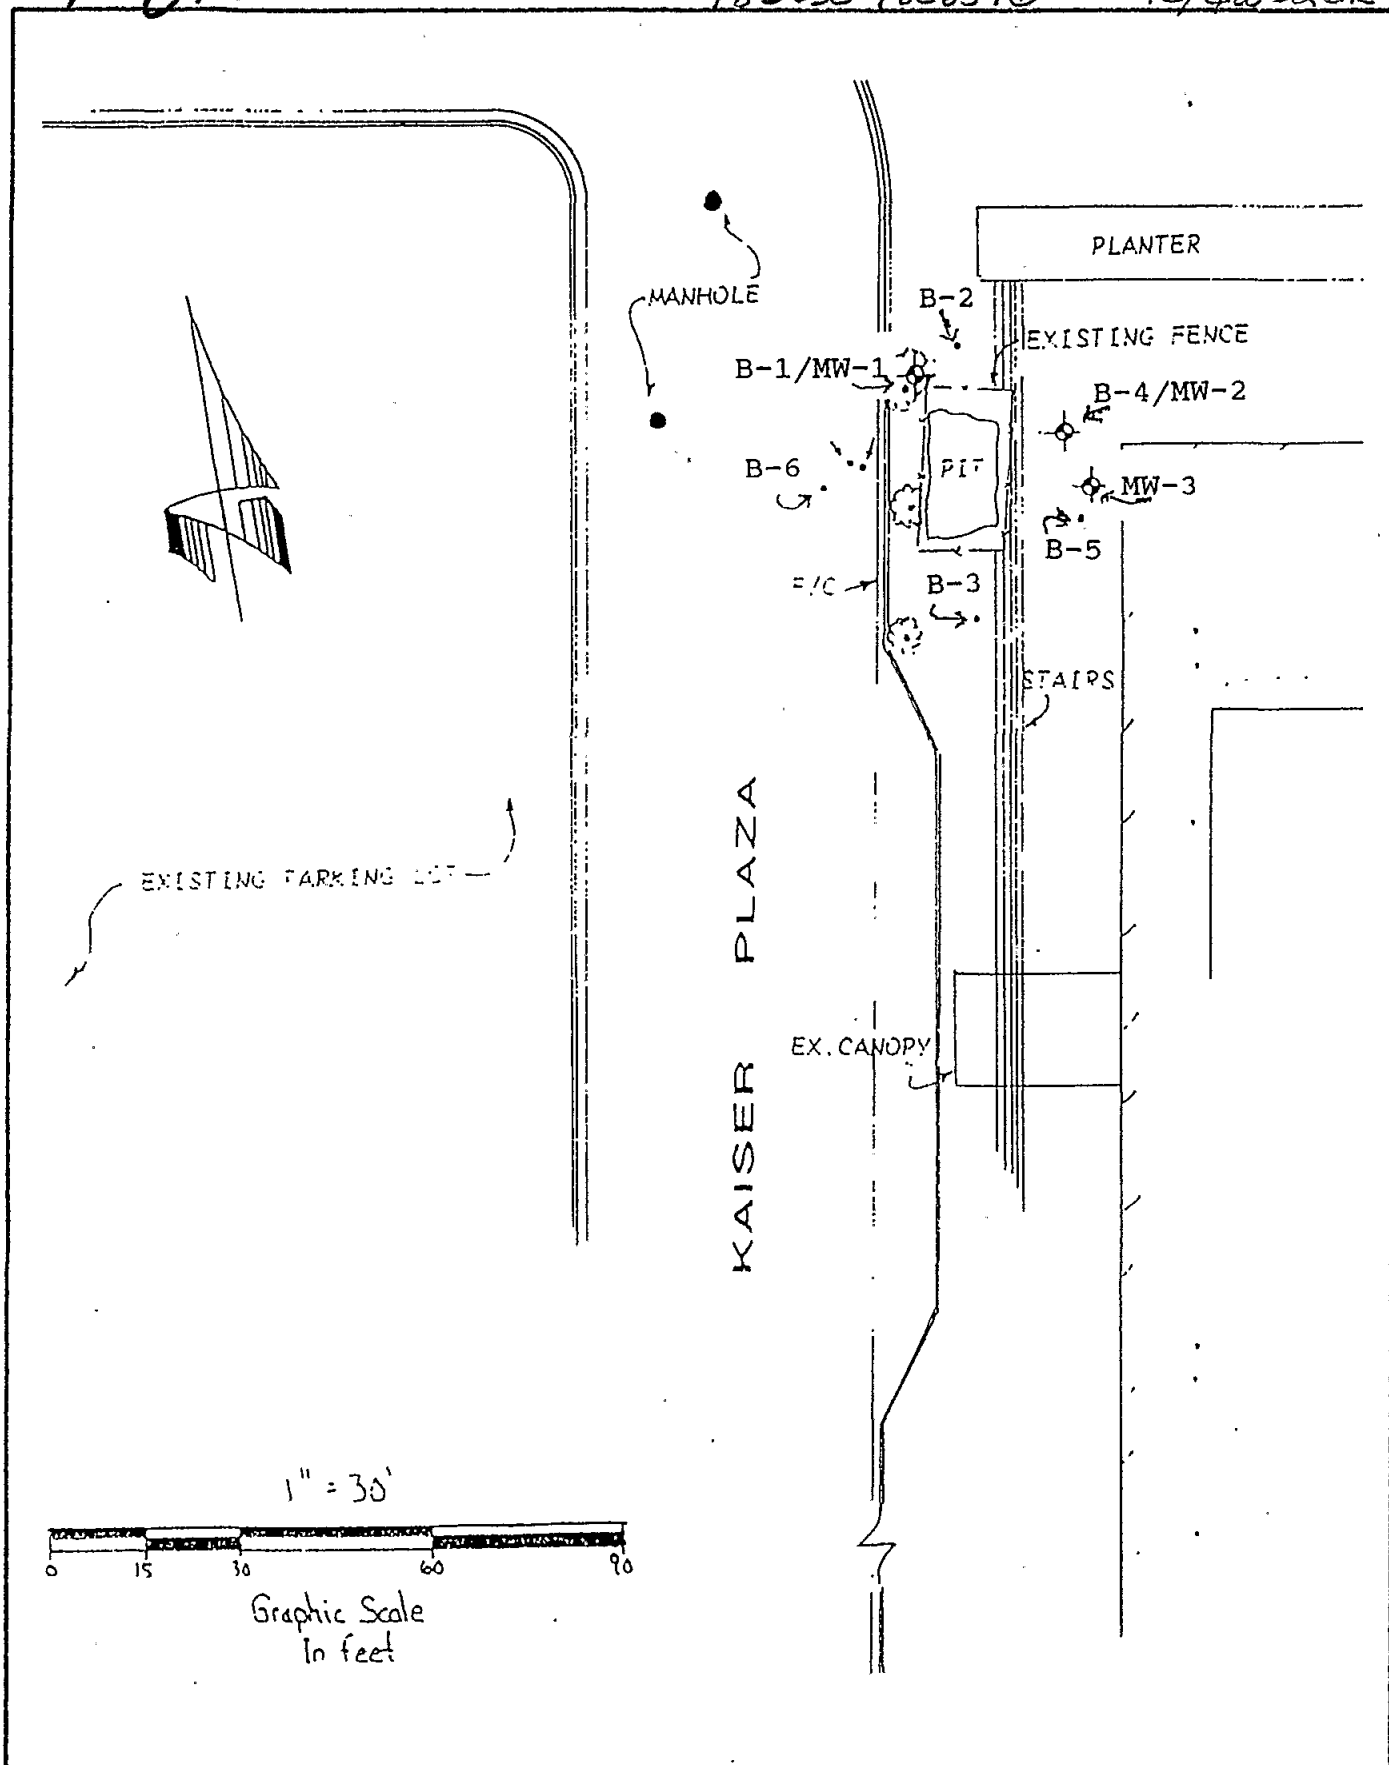 PLANTER
MANHOLE
B-2
EXISTING FENCE
B-1/MW-1
B-4/MW-2
B-6
PIT
MW-3
B-5
B-3
STAIRS
KAISER PLAZA
EXISTING PARKING LOT
EX. CANOPY
1" = 30'
0 15 30 60 90
Graphic Scale
In feet